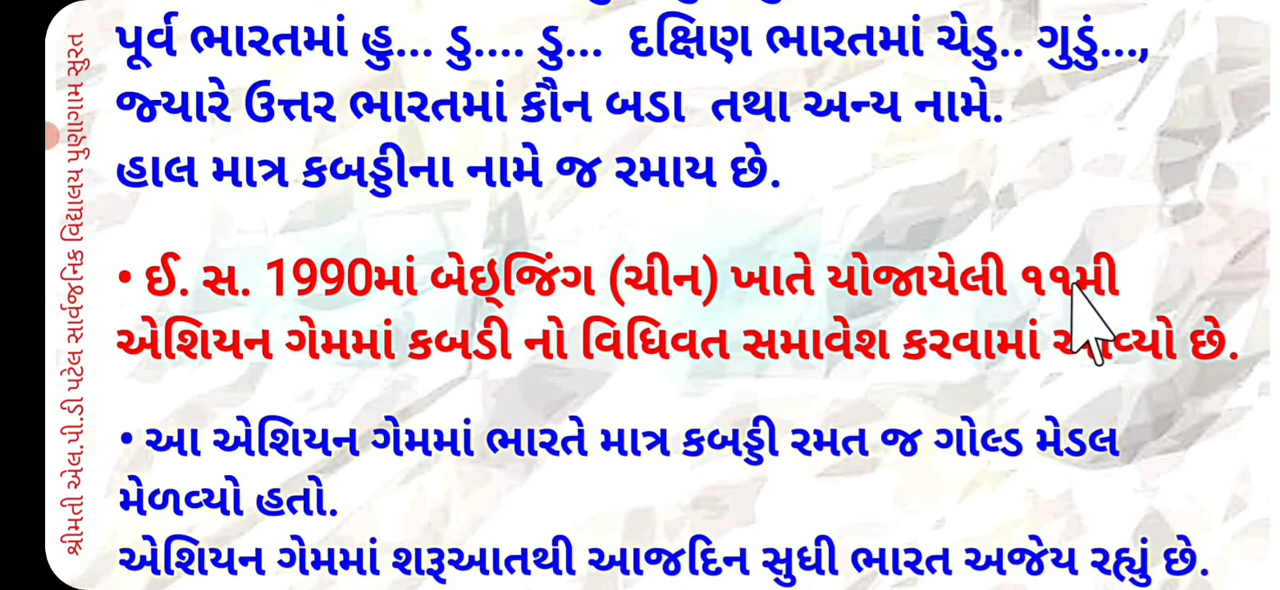 પૂર્વ ભારતમાં હુ... ડુ.... ડુ... દક્ષિણ ભારતમાં ચેડુ.. ગુડું...,
જ્યારે ઉત્તર ભારતમાં કૌન બડા તથા અન્ય નામે.
હાલ માત્ર કબડ્ડીના નામે જ રમાય છે.
• ઈ. સ. 1990માં બેઇજિંગ (ચીન) ખાતે યોજાયેલી ૧૧મી
એશિયન ગેમમાં કબડી નો વિધિવત સમાવેશ કરવામાં આવ્યો છે.
• આ એશિયન ગેમમાં ભારતે માત્ર કબડ્ડી રમત જ ગોલ્ડ મેડલ
મેળવ્યો હતો.
એશિયન ગેમમાં શરૂઆતથી આજદિન સુધી ભારત અજેય રહ્યું છે.
શ્રીમતી એલ.પી.ડી પટેલ સાર્વજનિક વિદ્યાલય પુણાગામ સુરત